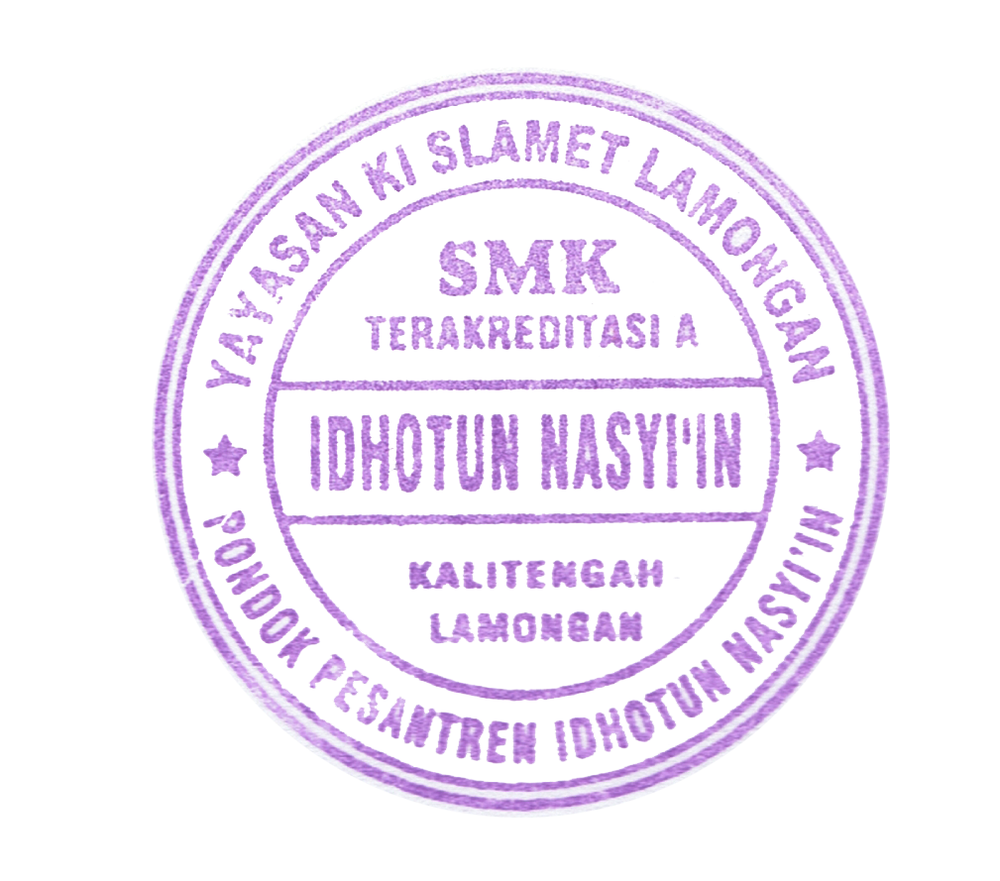 YAYASAN KI SLAMET LAMONGAN
SMK
TERAKREDITASI A
IDHOTUN NASYI'IN
KALITENGAH
LAMONGAN
PONDOK PESANTREN IDHOTUN NASYI'IN